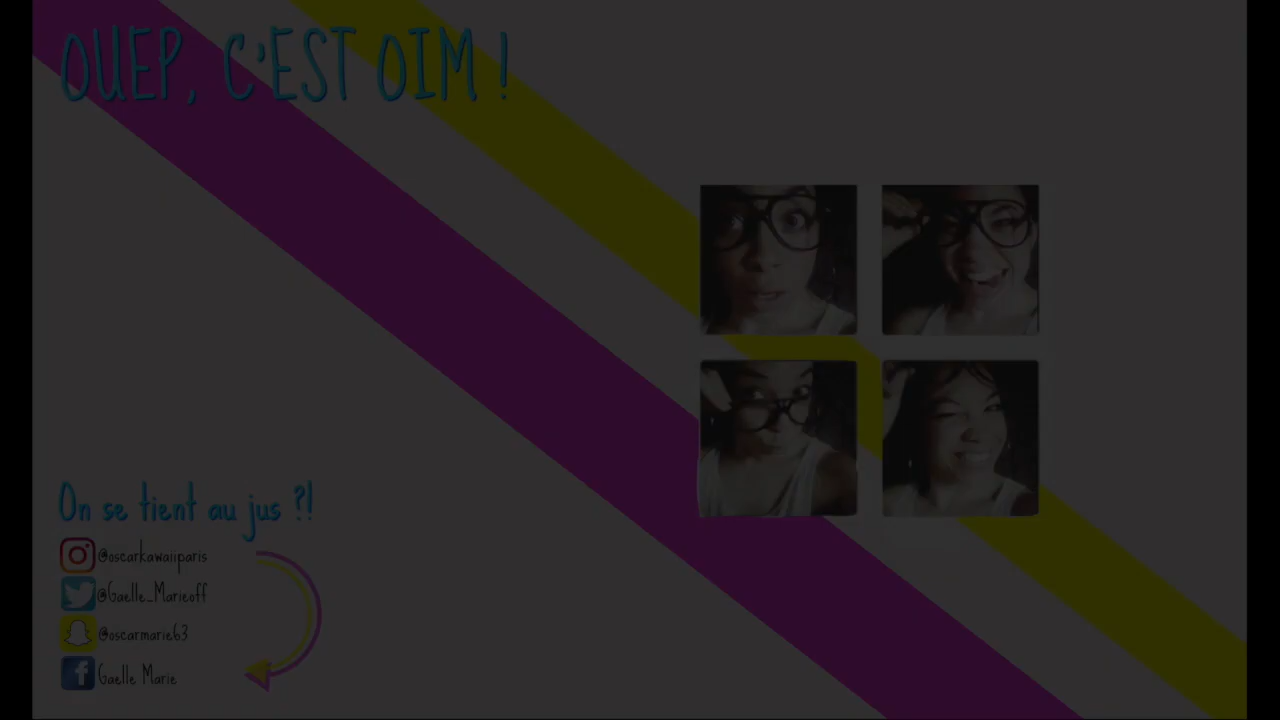 OUEP, C'EST OIM !
On se tient au jus ?!
@oscarkawaiiparis
@Gaelle_Marieoff
@oscarmarie63
Gaelle Marie